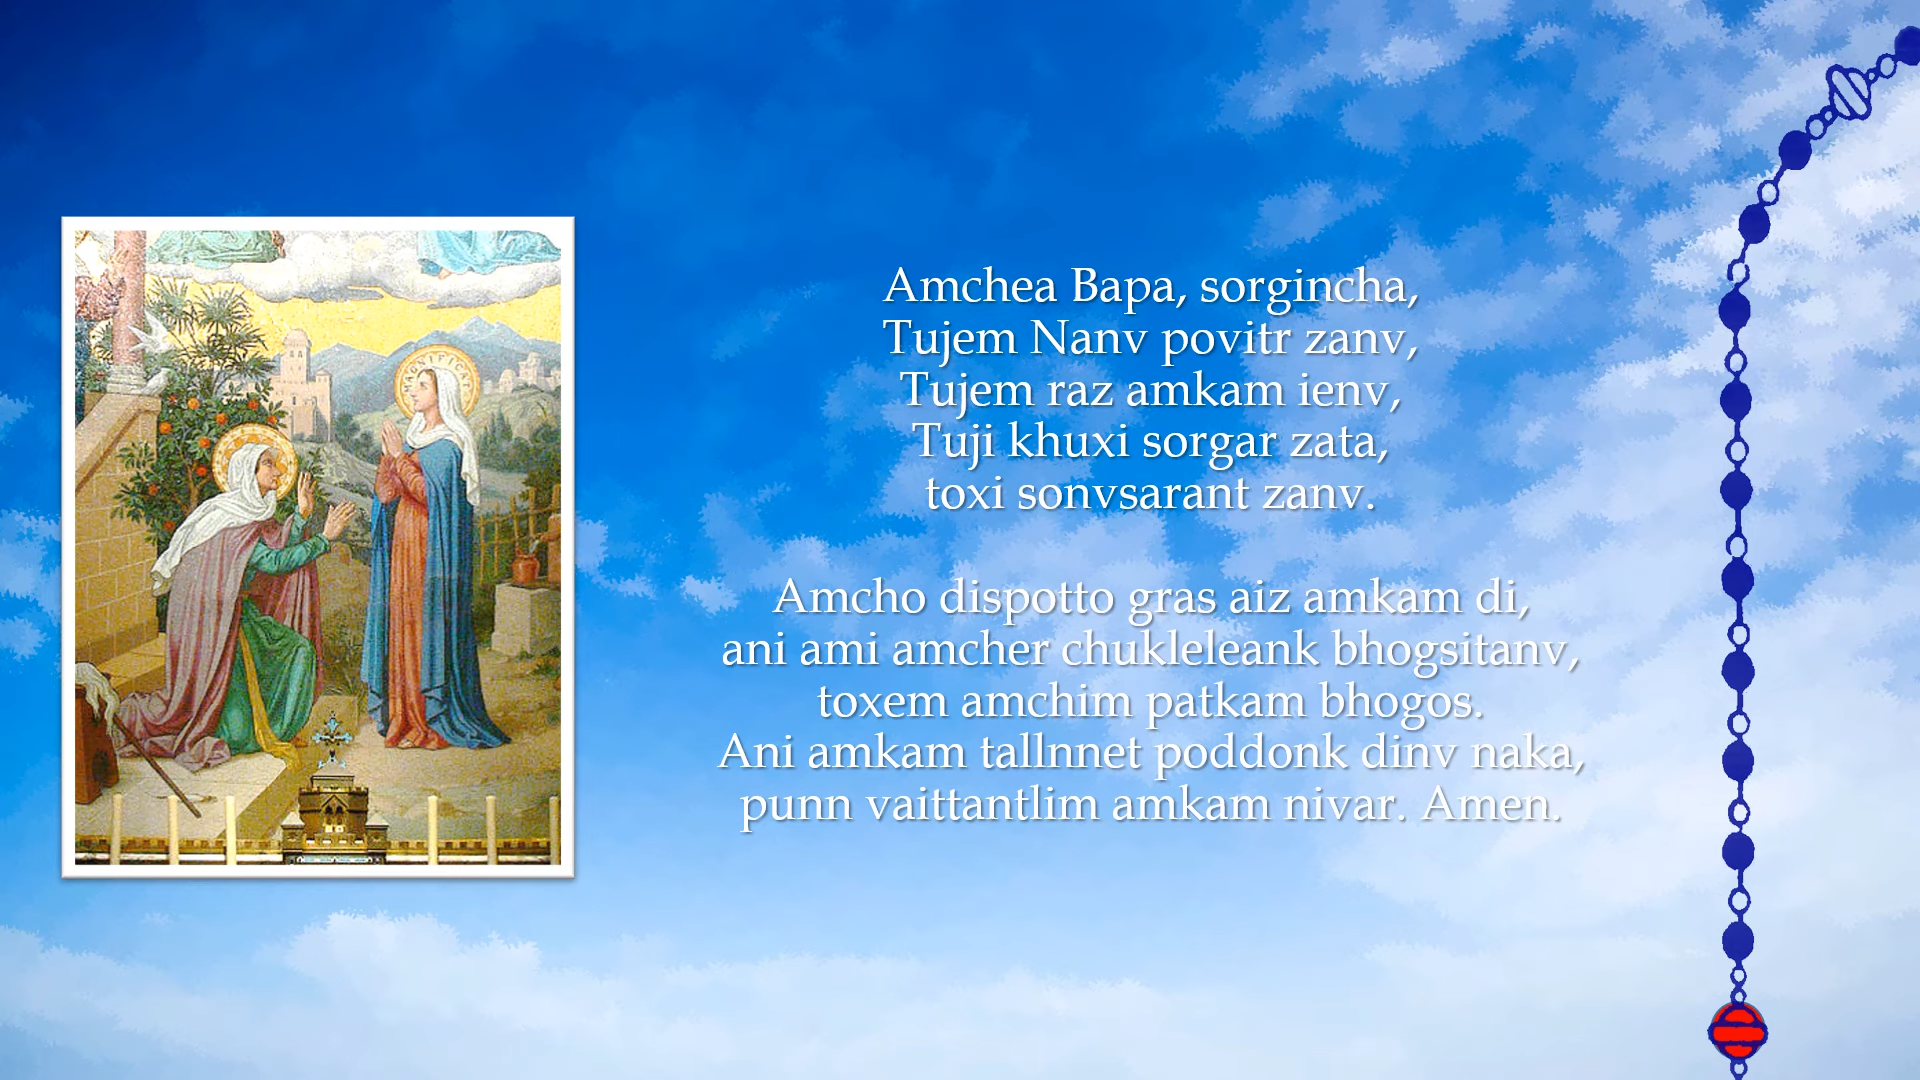 Amchea Bapa, sorgincha,
Tujem Nanv povitr zanv,
Tujem raz amkam ienv,
Tuji khuxi sorgar zata,
toxi sonvsarant zanv.
Amcho dispotto gras aiz amkam di,
ani ami amcher chukleleank bhogsitanv,
toxem amchim patkam bhogos.
Ani amkam tallnnet poddonk dinv naka,
punn vaittantlim amkam nivar. Amen.